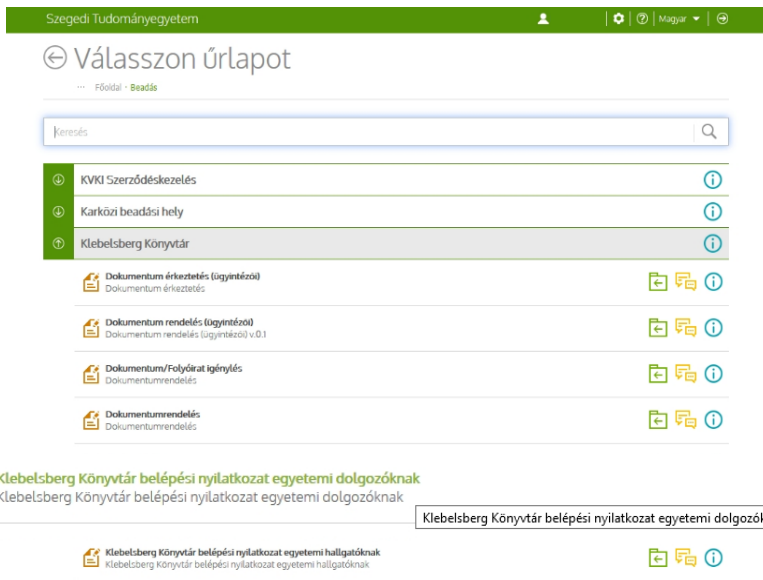 Szegedi Tudományegyetem
Magyar
Válasszon űrlapot
··· Főoldal · Beadás
Keresés
KVKI Szerződéskezelés
Karközi beadási hely
Klebelsberg Könyvtár
Dokumentum érkeztetés (ügyintézői)
Dokumentum érkeztetés
Dokumentum rendelés (ügyintézői)
Dokumentum rendelés (ügyintézői) v.0.1
Dokumentum/Folyóirat igénylés
Dokumentumrendelés
Dokumentumrendelés
Dokumentumrendelés
Klebelsberg Könyvtár belépési nyilatkozat egyetemi dolgozóknak
Klebelsberg Könyvtár belépési nyilatkozat egyetemi dolgozóknak
Klebelsberg Könyvtár belépési nyilatkozat egyetemi dolgozók
Klebelsberg Könyvtár belépési nyilatkozat egyetemi hallgatóknak
Klebelsberg Könyvtár belépési nyilatkozat egyetemi hallgatóknak